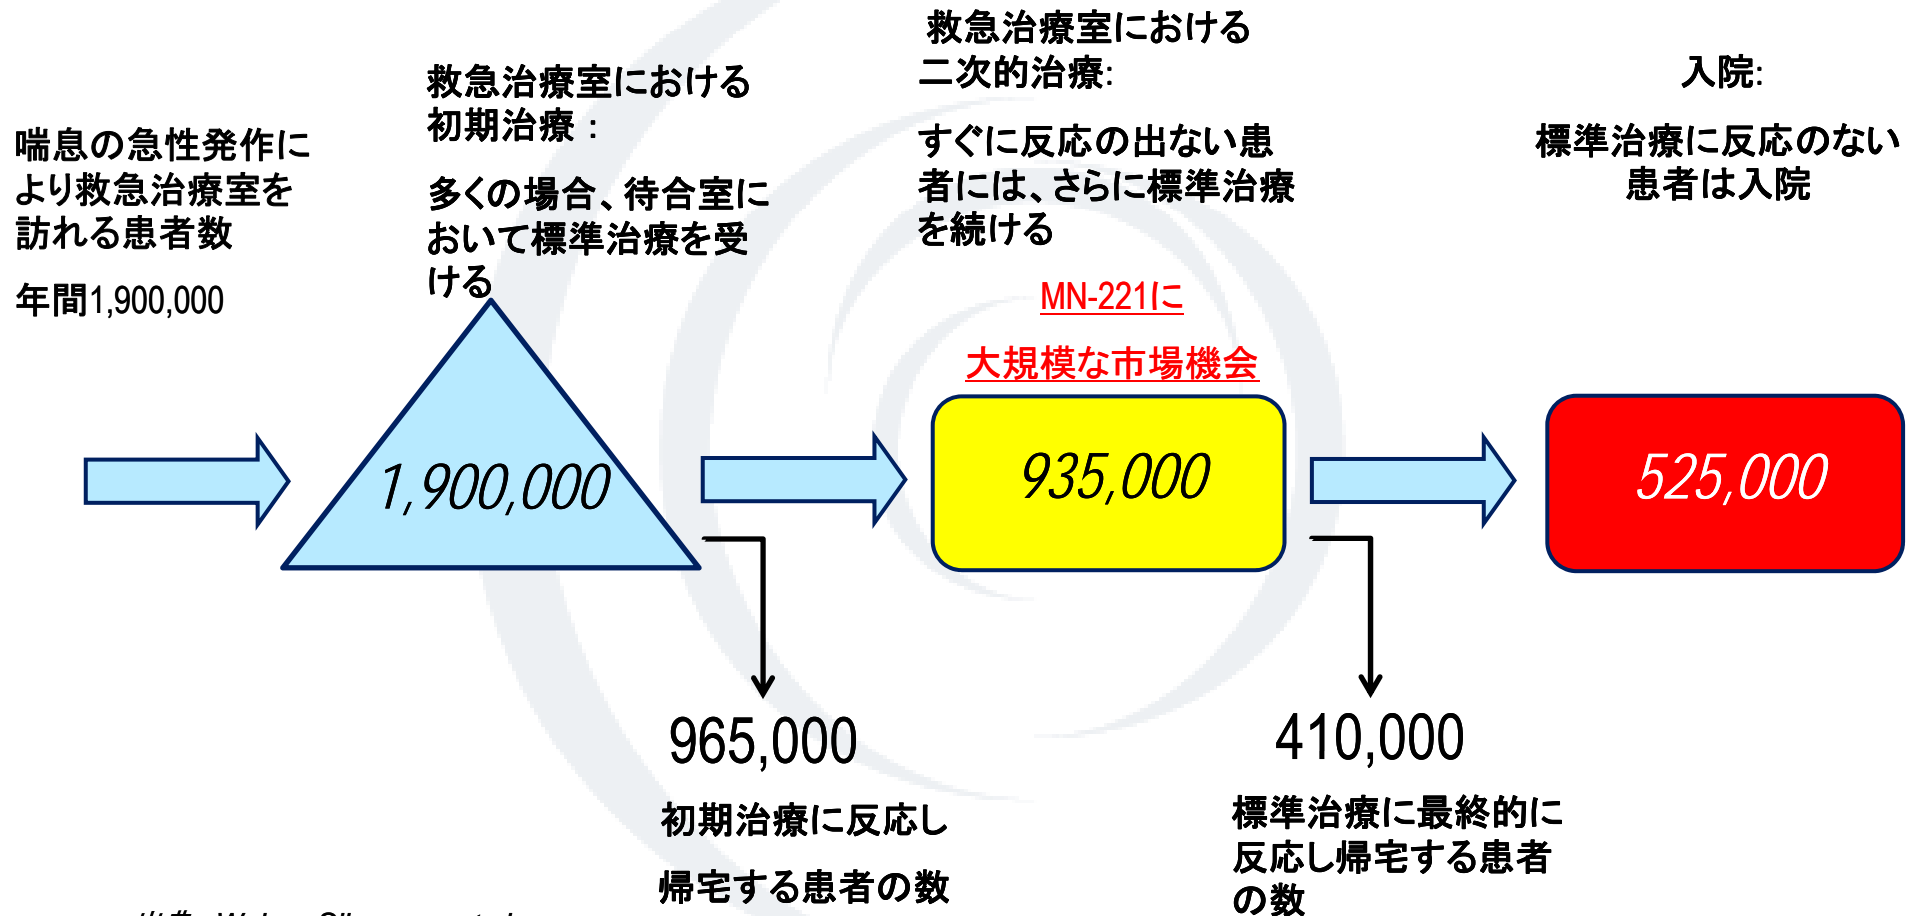 喘息の急性発作に
より救急治療室を
訪れる患者数
年間1,900,000
救急治療室における
初期治療：
多くの場合、待合室に
おいて標準治療を受
ける
救急治療室における
二次的治療:
すぐに反応の出ない患
者には、さらに標準治療
を続ける
MN-221に
大規模な市場機会
入院:
標準治療に反応のない
患者は入院
1,900,000
935,000
525,000
965,000
初期治療に反応し
帰宅する患者の数
410,000
標準治療に最終的に
反応し帰宅する患者
の数